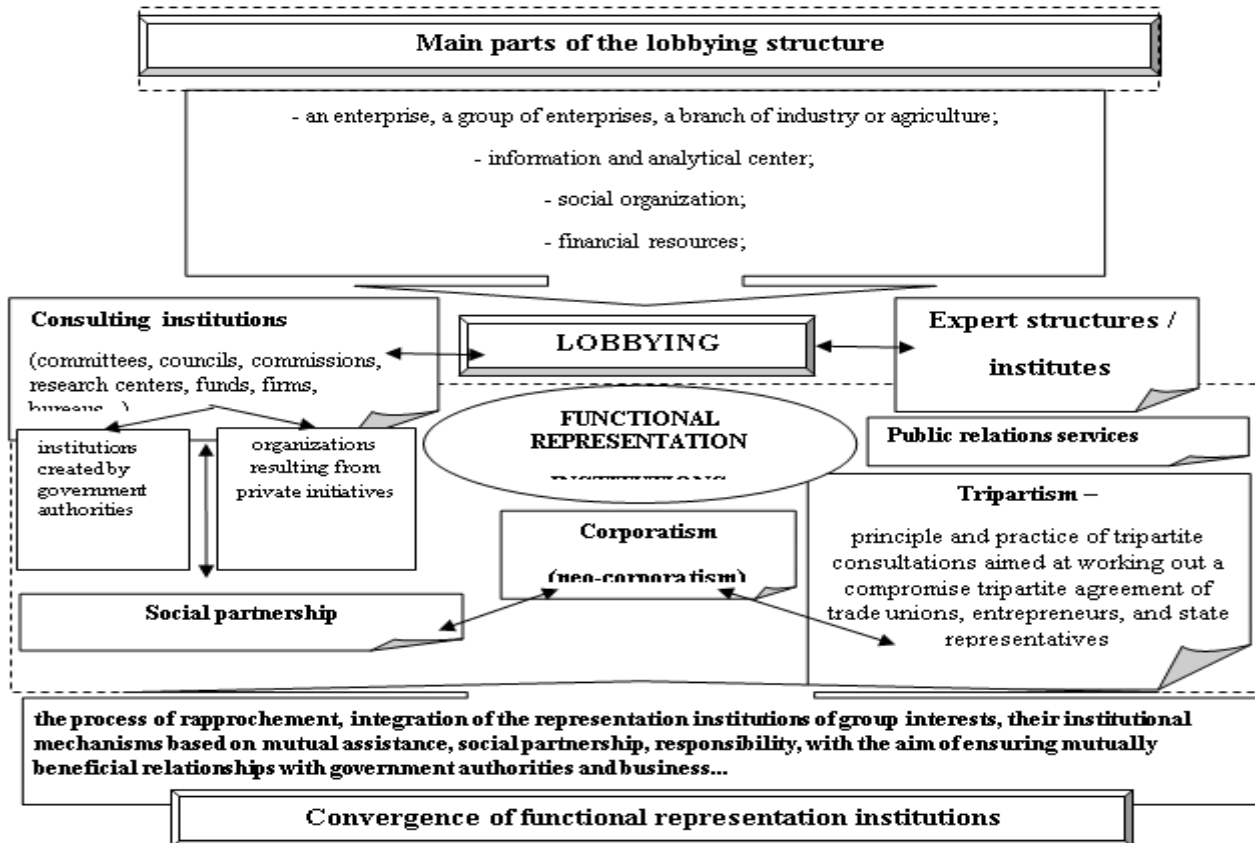 Main parts of the lobbying structure
- an enterprise, a group of enterprises, a branch of industry or agriculture;
- information and analytical center;
- social organization;
- financial resources;
Consulting institutions
(committees, councils, commissions,
research centers, funds, firms,
bureaus...)
LOBBYING
Expert structures /
institutes
institutions
created by
government
authorities
organizations
resulting from
private initiatives
FUNCTIONAL
REPRESENTATION
INSTITUTIONS
Public relations services
Corporatism
(neo-corporatism)
Tripartism –
principle and practice of tripartite
consultations aimed at working out a
compromise tripartite agreement of
trade unions, entrepreneurs, and state
representatives
Social partnership
the process of rapprochement, integration of the representation institutions of group interests, their institutional
mechanisms based on mutual assistance, social partnership, responsibility, with the aim of ensuring mutually
beneficial relationships with government authorities and business...
Convergence of functional representation institutions